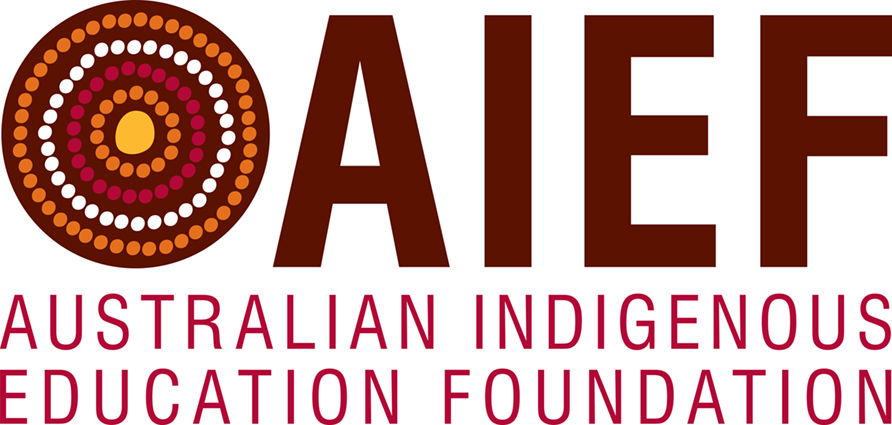 AIEF
AUSTRALIAN INDIGENOUS
EDUCATION FOUNDATION